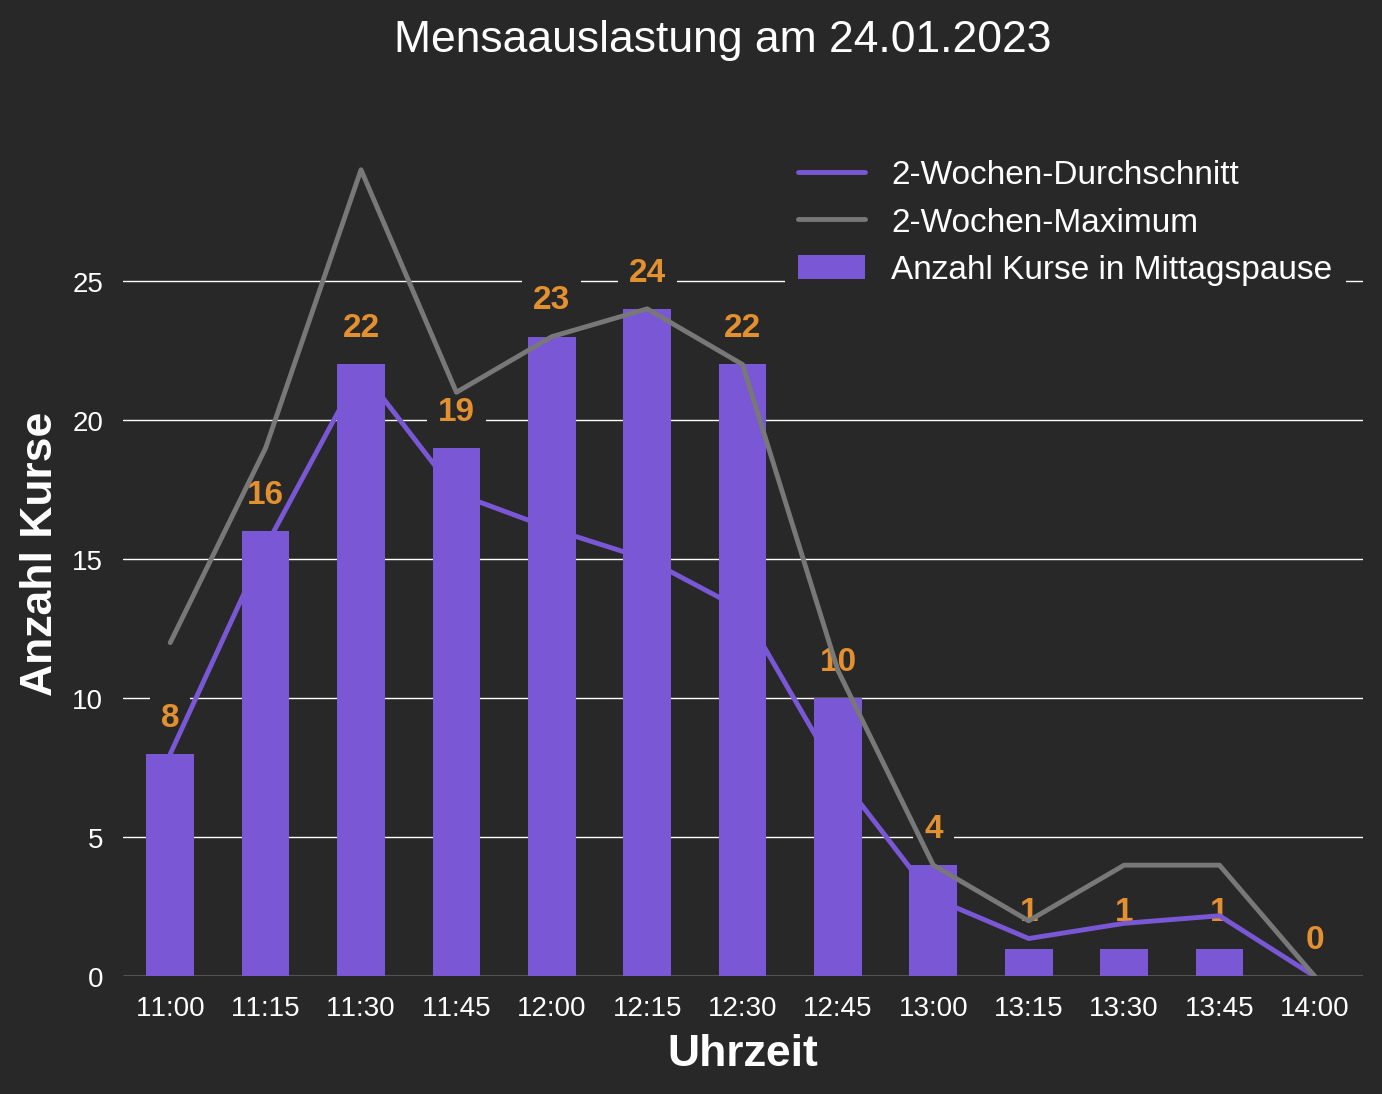 Mensaauslastung am 24.01.2023
2-Wochen-Durchschnitt
2-Wochen-Maximum
Anzahl Kurse in Mittagspause
Anzahl Kurse
25
20
15
10
5
0
8
16
22
19
23
24
22
10
4
1
1
1
0
11:00 11:15 11:30 11:45 12:00 12:15 12:30 12:45 13:00 13:15 13:30 13:45 14:00
Uhrzeit